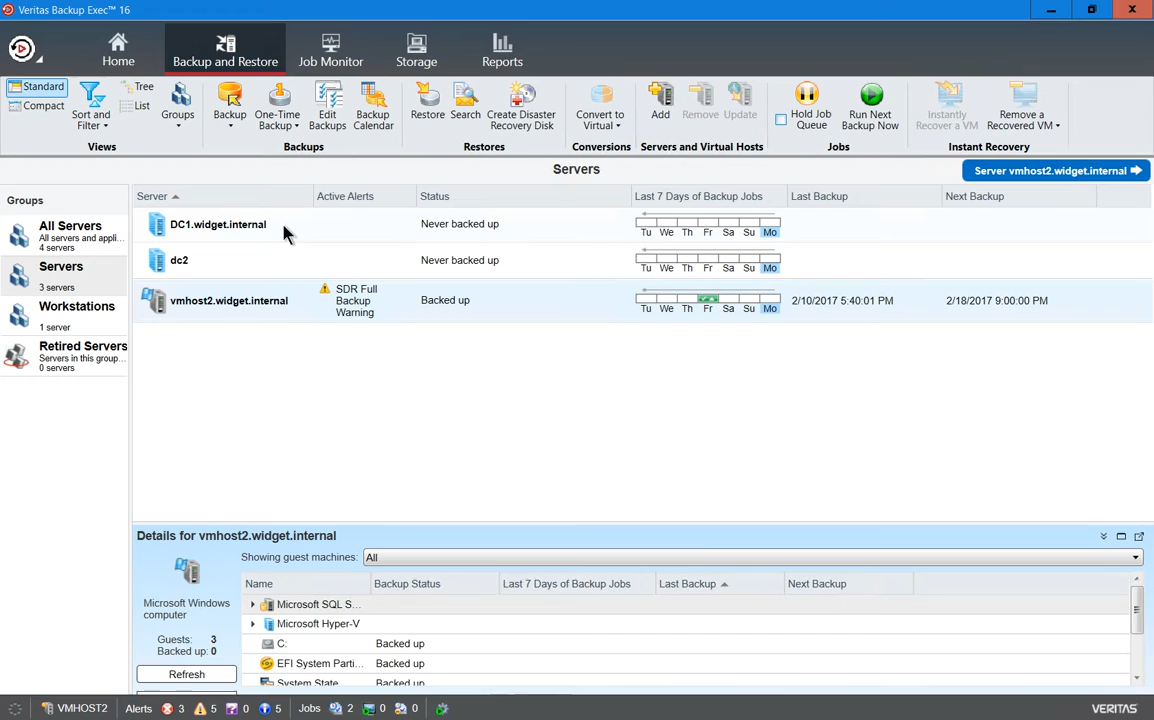 Veritas Backup Exec™ 16
Home
Backup and Restore
Job Monitor
Storage
Reports
Standard
Compact
Sort and Filter
Tree
List
Groups
Views
Backup
One-Time Backup
Edit Backups
Backup Calendar
Backups
Restore
Search
Create Disaster Recovery Disk
Restores
Convert to Virtual
Conversions
Add
Remove
Update
Servers and Virtual Hosts
Hold Job Queue
Run Next Backup Now
Jobs
Instantly Recover a VM
Remove a Recovered VM
Instant Recovery
Servers
Server vmhost2.widget.internal
Groups
All Servers
All servers and appli...
4 servers
Servers
3 servers
Workstations
1 server
Retired Servers
Servers in this group...
0 servers
Server Active Alerts Status Last 7 Days of Backup Jobs Last Backup Next Backup
DC1.widget.internal Never backed up
Tu We Th Fr Sa Su Mo
dc2 Never backed up
Tu We Th Fr Sa Su Mo
vmhost2.widget.internal SDR Full Backup Warning Backed up 2/10/2017 5:40:01 PM 2/18/2017 9:00:00 PM
Tu We Th Fr Sa Su Mo
Details for vmhost2.widget.internal
Showing guest machines: All
Microsoft Windows computer
Guests: 3
Backed up: 0
Refresh
Name Backup Status Last 7 Days of Backup Jobs Last Backup Next Backup
Microsoft SQL S...
Microsoft Hyper-V
C: Backed up
EFI System Parti... Backed up
System State Backed up
VMHOST2 Alerts 3 5 0 5 Jobs 2 0 0
VERITAS